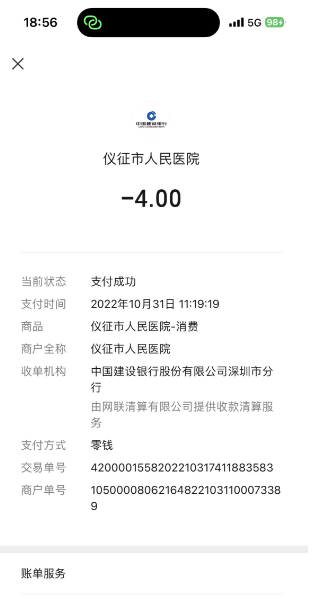 18:56
5G
98+
中国建设银行
仪征市人民医院
-4.00
当前状态 支付成功
支付时间 2022年10月31日 11:19:19
商品 仪征市人民医院-消费
商户全称 仪征市人民医院
收单机构 中国建设银行股份有限公司深圳市分
行
由网联清算有限公司提供收款清算服
务
支付方式 零钱
交易单号 4200001558202210317411883583
商户单号 10500008062164822103110007338
9
账单服务